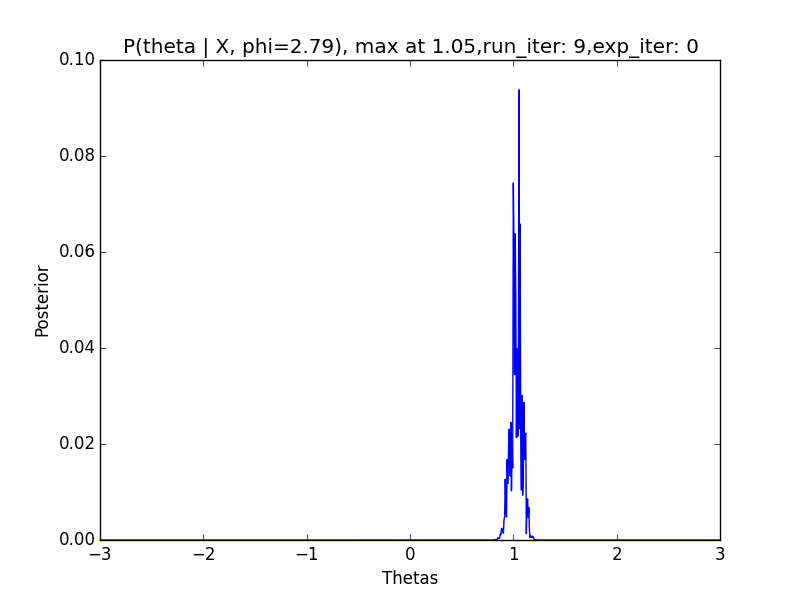 P(theta | X, phi=2.79), max at 1.05,run_iter: 9,exp_iter: 0
0.10
0.08
0.06
0.04
0.02
0.00
Posterior
−3 −2 −1 0 1 2 3
Thetas